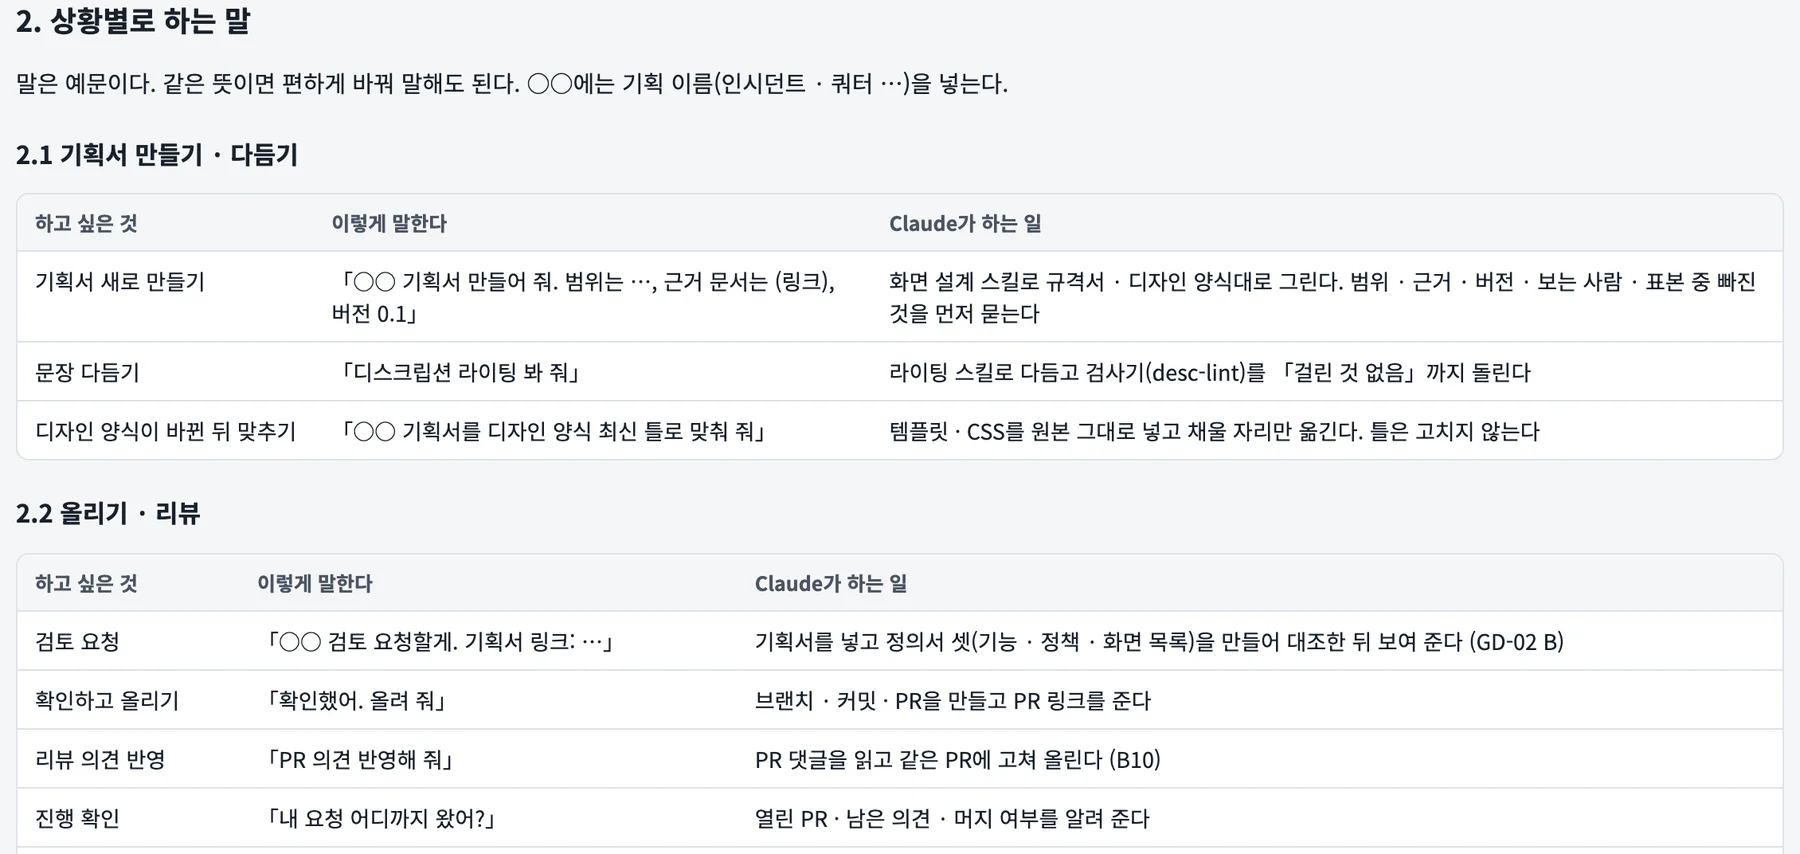 2. 상황별로 하는 말
말은 예문이다. 같은 뜻이면 편하게 바꿔 말해도 된다. ○○에는 기획 이름(인시던트 · 쿼터 …)을 넣는다.
2.1 기획서 만들기 · 다듬기
하고 싶은 것 이렇게 말한다 Claude가 하는 일
기획서 새로 만들기 「○○ 기획서 만들어 줘. 범위는 …, 근거 문서는 (링크), 화면 설계 스킬로 규격서 · 디자인 양식대로 그린다. 범위 · 근거 · 버전 · 보는 사람 · 표본 중 빠진
버전 0.1」 것을 먼저 묻는다
문장 다듬기 「디스크립션 라이팅 봐 줘」 라이팅 스킬로 다듬고 검사기(desc-lint)를 「걸린 것 없음」까지 돌린다
디자인 양식이 바뀐 뒤 맞추기 「○○ 기획서를 디자인 양식 최신 틀로 맞춰 줘」 템플릿 · CSS를 원본 그대로 넣고 채울 자리만 옮긴다. 틀은 고치지 않는다
2.2 올리기 · 리뷰
하고 싶은 것 이렇게 말한다 Claude가 하는 일
검토 요청 「○○ 검토 요청할게. 기획서 링크: …」 기획서를 넣고 정의서 셋(기능 · 정책 · 화면 목록)을 만들어 대조한 뒤 보여 준다 (GD-02 B)
확인하고 올리기 「확인했어. 올려 줘」 브랜치 · 커밋 · PR을 만들고 PR 링크를 준다
리뷰 의견 반영 「PR 의견 반영해 줘」 PR 댓글을 읽고 같은 PR에 고쳐 올린다 (B10)
진행 확인 「내 요청 어디까지 왔어?」 열린 PR · 남은 의견 · 머지 여부를 알려 준다